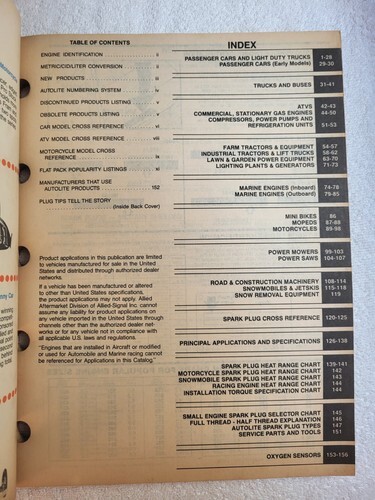 TABLE OF CONTENTS
ENGINE IDENTIFICATION ii
METRIC/CID/LITER CONVERSION ii
NEW PRODUCTS iii
AUTOLITE NUMBERING SYSTEM iv
DISCONTINUED PRODUCTS LISTING v
OBSOLETE PRODUCTS LISTING v
CAR MODEL CROSS REFERENCE vi
ATV MODEL CROSS REFERENCE viii
MOTORCYCLE MODEL CROSS
REFERENCE ix
FLAT PACK POPULARITY LISTINGS xi
MANUFACTURERS THAT USE
AUTOLITE PRODUCTS 152
PLUG TIPS TELL THE STORY
(Inside Back Cover)
Product applications in this publication are limited
to vehicles manufactured for sale in the United
States and distributed through authorized dealer
networks.
If a vehicle has been manufactured or altered
to other than United States specifications,
the product applications may not apply. Allied
Aftermarket Division of Allied-Signal Inc. cannot
assume any liability for product applications on
any vehicle imported in the United States through
channels other than the authorized dealer net-
works or for any vehicle not in compliance with
all applicable U.S. laws and regulations.
"Engines that are installed in Aircraft or modified
or used for Automobile and Marine racing cannot
be referenced for Applications in this Catalog."
INDEX
PASSENGER CARS AND LIGHT DUTY TRUCKS 1-28
PASSENGER CARS (Early Models) 29-30
TRUCKS AND BUSES 31-41
ATVS 42-43
COMMERCIAL, STATIONARY GAS ENGINES 44-50
COMPRESSORS, POWER PUMPS AND
REFRIGERATION UNITS 51-53
FARM TRACTORS & EQUIPMENT 54-57
INDUSTRIAL TRACTORS & LIFT TRUCKS 58-62
LAWN & GARDEN POWER EQUIPMENT 63-70
LIGHTING PLANTS & GENERATORS 71-73
MARINE ENGINES (Inboard) 74-78
MARINE ENGINES (Outboard) 79-85
MINI BIKES 86
MOPEDS 87-88
MOTORCYCLES 89-98
POWER MOWERS 99-103
POWER SAWS 104-107
ROAD & CONSTRUCTION MACHINERY 108-114
SNOWMOBILES & JETSKIS 115-118
SNOW REMOVAL EQUIPMENT 119
SPARK PLUG CROSS REFERENCE 120-125
PRINCIPAL APPLICATIONS AND SPECIFICATIONS 126-138
SPARK PLUG HEAT RANGE CHART 139-141
MOTORCYCLE SPARK PLUG HEAT RANGE CHART 142
SNOWMOBILE SPARK PLUG HEAT RANGE CHART 143
RACING ENGINE HEAT RANGE CHART 144
INSTALLATION TORQUE SPECIFICATION CHART 144
SMALL ENGINE SPARK PLUG SELECTOR CHART 145
FULL THREAD - HALF THREAD EXPLANATION 146
AUTOLITE SPARK PLUG TYPES 147
SERVICE PARTS AND TOOLS 151
OXYGEN SENSORS 153-156